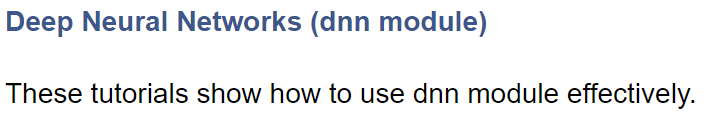 Deep Neural Networks (dnn module)
These tutorials show how to use dnn module effectively.